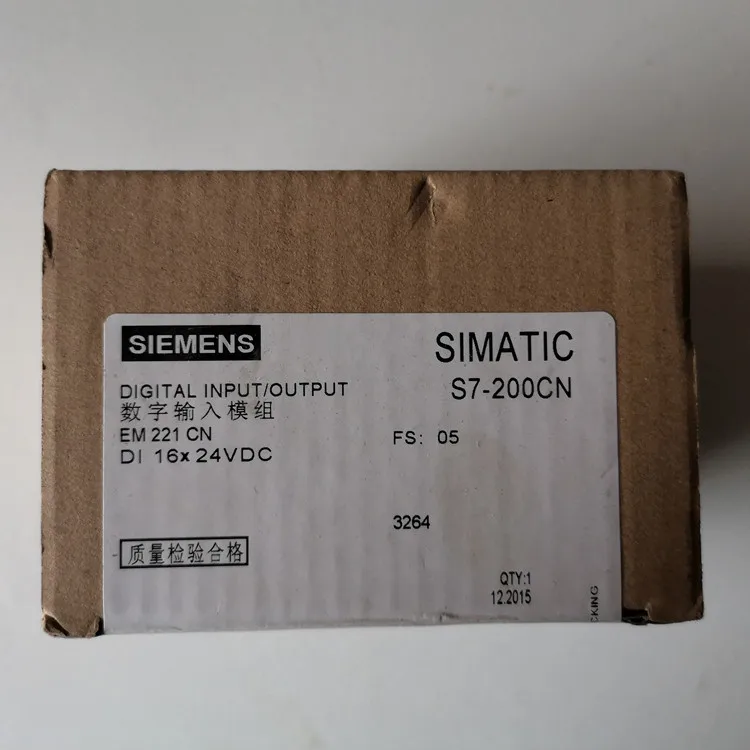 SIEMENS
SIMATIC
DIGITAL INPUT/OUTPUT
S7-200CN
数字输入模组
EM 221 CN
FS: 05
DI 16x 24VDC
3264
质量检验合格
QTY:1
12.2015
CKING